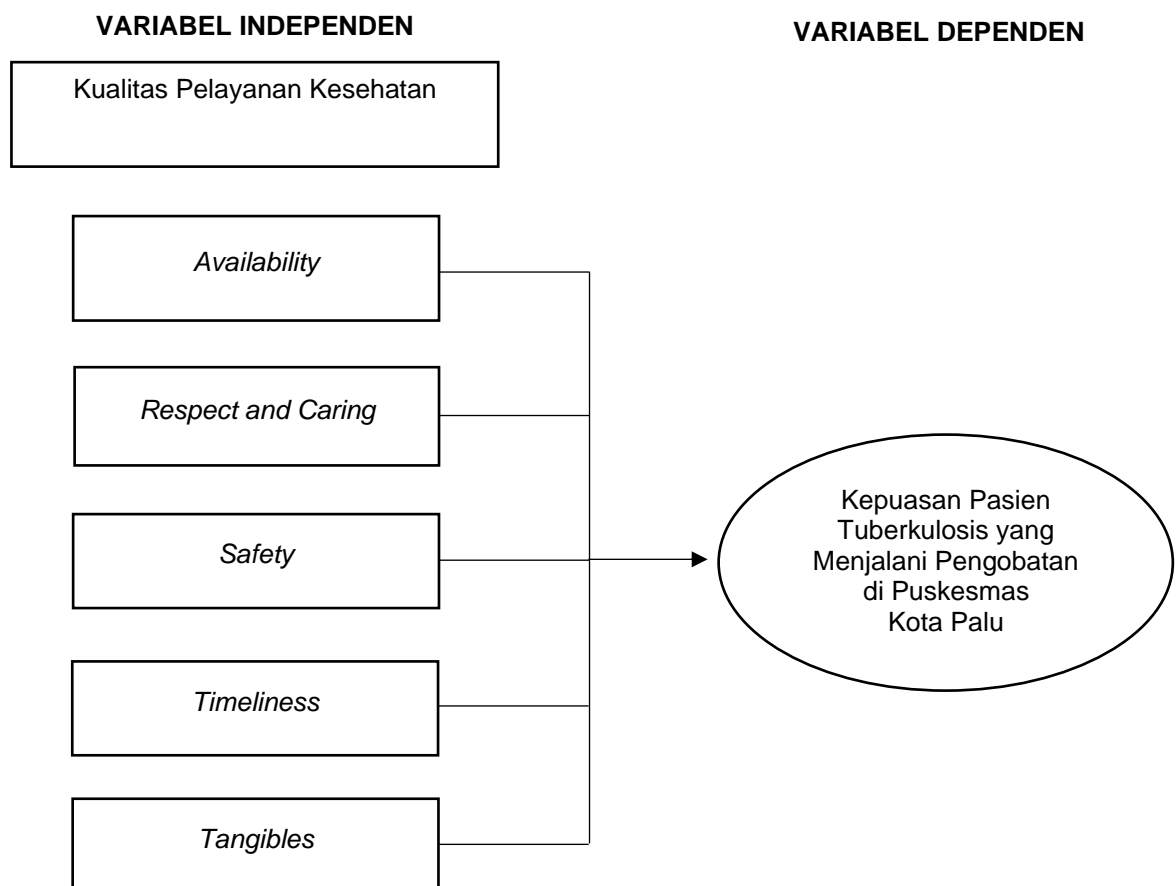 VARIABEL INDEPENDEN
VARIABEL DEPENDEN
Kualitas Pelayanan Kesehatan
Availability
Respect and Caring
Safety
Timeliness
Tangibles
Kepuasan Pasien
Tuberkulosis yang
Menjalani Pengobatan
di Puskesmas
Kota Palu